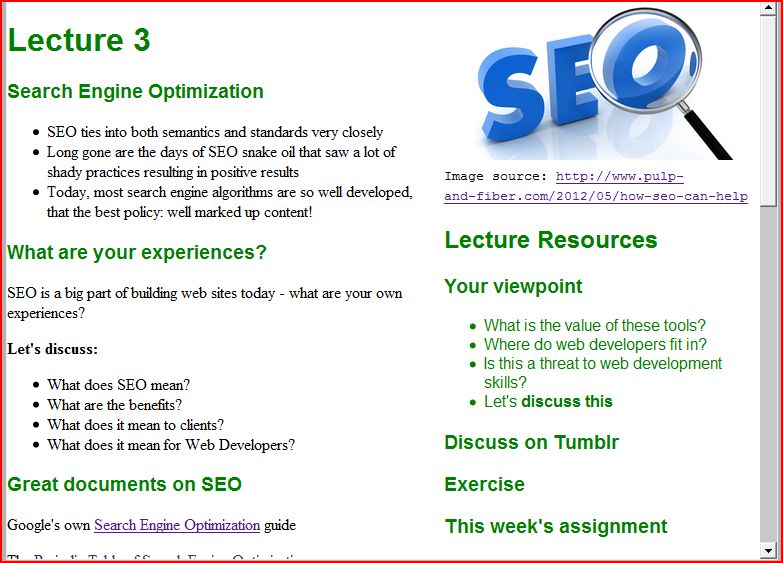 Lecture 3
Search Engine Optimization
SEO ties into both semantics and standards very closely
Long gone are the days of SEO snake oil that saw a lot of
shady practices resulting in positive results
Today, most search engine algorithms are so well developed,
that the best policy: well marked up content!
What are your experiences?
SEO is a big part of building web sites today - what are your own
experiences?
Let's discuss:
What does SEO mean?
What are the benefits?
What does it mean to clients?
What does it mean for Web Developers?
Great documents on SEO
Google's own Search Engine Optimization guide
The Periodic Table of Search Engine Optimization
SEO
Image source: http://www.pulp-
and-fiber.com/2012/05/how-seo-can-help
Lecture Resources
Your viewpoint
What is the value of these tools?
Where do web developers fit in?
Is this a threat to web development
skills?
Let's discuss this
Discuss on Tumblr
Exercise
This week's assignment